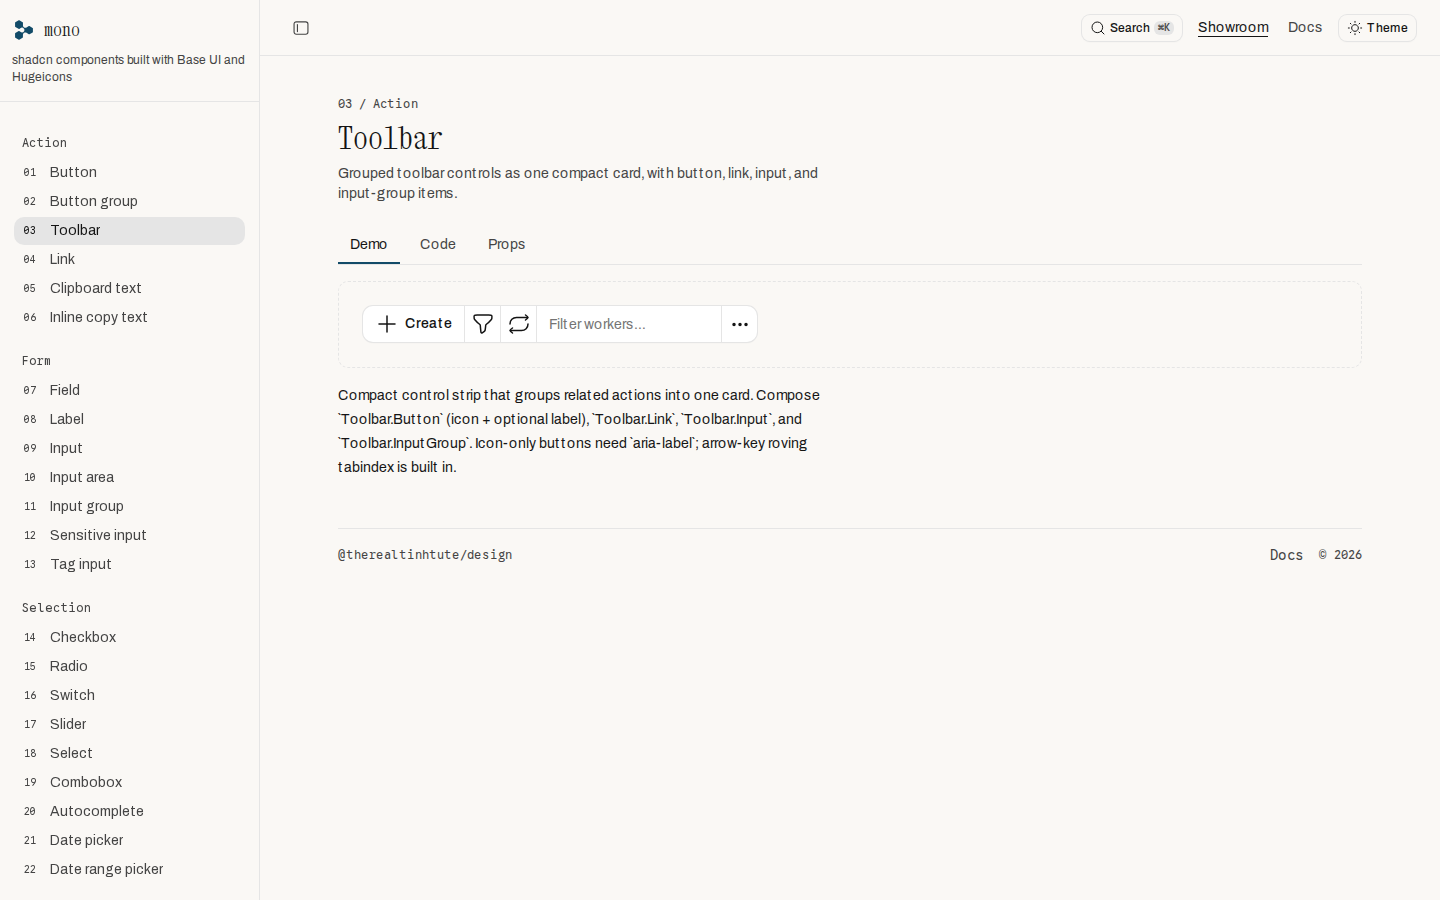 mono
shadcn components built with Base UI and
Hugeicons
Action
01 Button
02 Button group
03 Toolbar
04 Link
05 Clipboard text
06 Inline copy text
Form
07 Field
08 Label
09 Input
10 Input area
11 Input group
12 Sensitive input
13 Tag input
Selection
14 Checkbox
15 Radio
16 Switch
17 Slider
18 Select
19 Combobox
20 Autocomplete
21 Date picker
22 Date range picker
Search ⌘K Showroom Docs Theme
03 / Action
Toolbar
Grouped toolbar controls as one compact card, with button, link, input, and
input-group items.
Demo Code Props
Create Filter workers...
Compact control strip that groups related actions into one card. Compose
`Toolbar.Button` (icon + optional label), `Toolbar.Link`, `Toolbar.Input`, and
`Toolbar.InputGroup`. Icon-only buttons need `aria-label`; arrow-key roving
tabindex is built in.
@therealtinhtute/design Docs © 2026